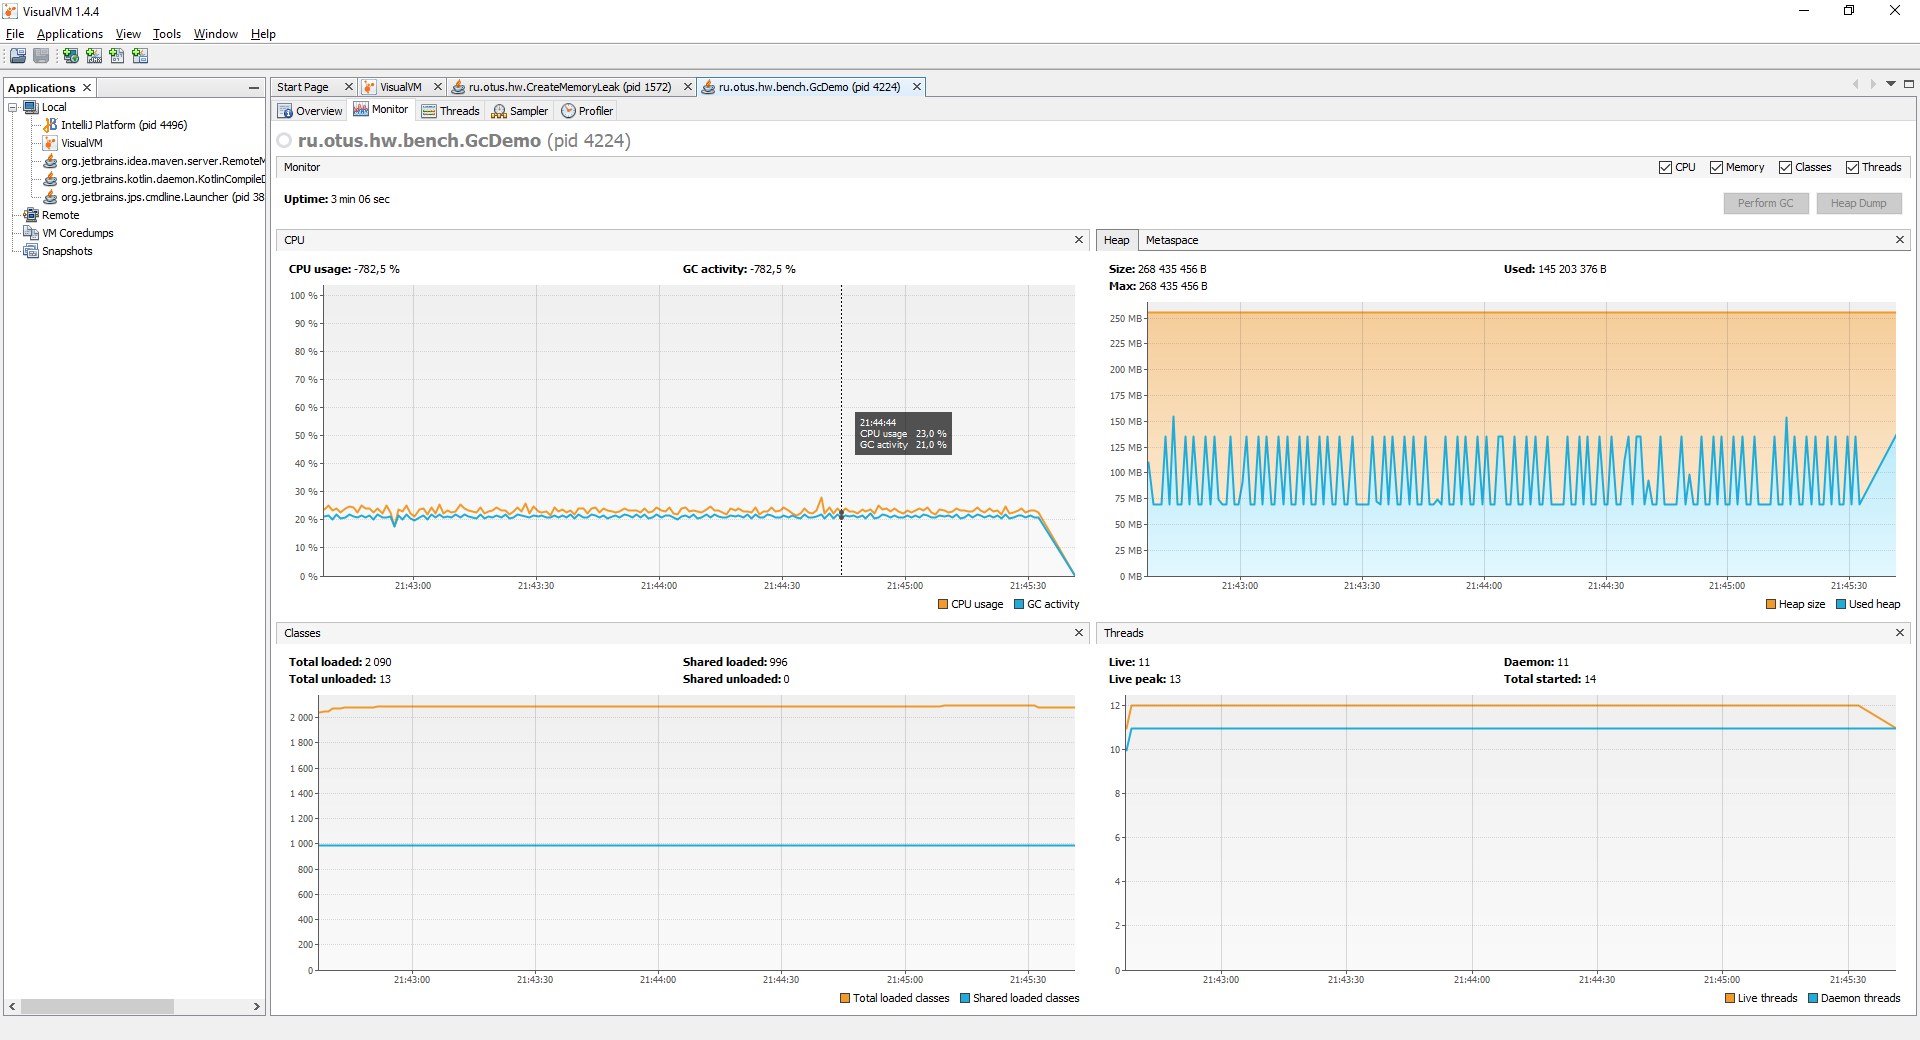 VisualVM 1.4.4
File Applications View Tools Window Help
Applications
Local
IntelliJ Platform (pid 4496)
VisualVM
org.jetbrains.idea.maven.server.RemoteM
org.jetbrains.kotlin.daemon.KotlinCompileD
org.jetbrains.jps.cmdline.Launcher (pid 38
Remote
VM Coredumps
Snapshots
Start Page VisualVM ru.otus.hw.CreateMemoryLeak (pid 1572) ru.otus.hw.bench.GcDemo (pid 4224)
Overview Monitor Threads Sampler Profiler
ru.otus.hw.bench.GcDemo (pid 4224)
Monitor CPU Memory Classes Threads
Uptime: 3 min 06 sec
Perform GC Heap Dump
CPU
CPU usage: -782,5 % GC activity: -782,5 %
100 %
90 %
80 %
70 %
60 %
50 %
40 %
30 %
20 %
10 %
0 %
21:44:44
CPU usage 23,0 %
GC activity 21,0 %
21:43:00 21:43:30 21:44:00 21:44:30 21:45:00 21:45:30
CPU usage GC activity
Heap Metaspace
Size: 268 435 456 B Used: 145 203 376 B
Max: 268 435 456 B
250 MB
225 MB
200 MB
175 MB
150 MB
125 MB
100 MB
75 MB
50 MB
25 MB
0 MB
21:43:00 21:43:30 21:44:00 21:44:30 21:45:00 21:45:30
Heap size Used heap
Classes
Total loaded: 2 090 Shared loaded: 996
Total unloaded: 13 Shared unloaded: 0
2 000
1 800
1 600
1 400
1 200
1 000
800
600
400
200
0
21:43:00 21:43:30 21:44:00 21:44:30 21:45:00 21:45:30
Total loaded classes Shared loaded classes
Threads
Live: 11 Daemon: 11
Live peak: 13 Total started: 14
12
10
8
6
4
2
0
21:43:00 21:43:30 21:44:00 21:44:30 21:45:00 21:45:30
Live threads Daemon threads